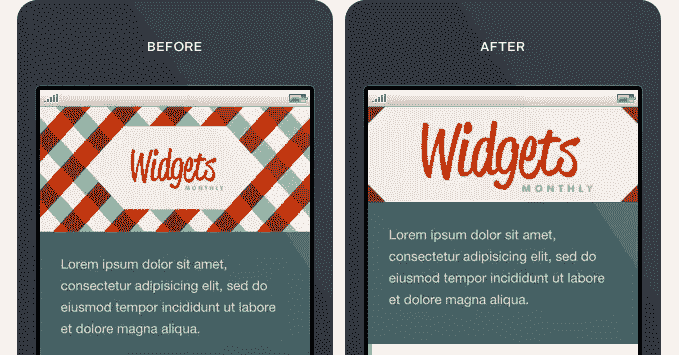 BEFORE
Widgets
MONTHLY
Lorem ipsum dolor sit amet,
consectetur adipisicing elit, sed do
eiusmod tempor incididunt ut labore
et dolore magna aliqua.
AFTER
Widgets
MONTHLY
Lorem ipsum dolor sit amet,
consectetur adipisicing elit, sed do
eiusmod tempor incididunt ut labore
et dolore magna aliqua.